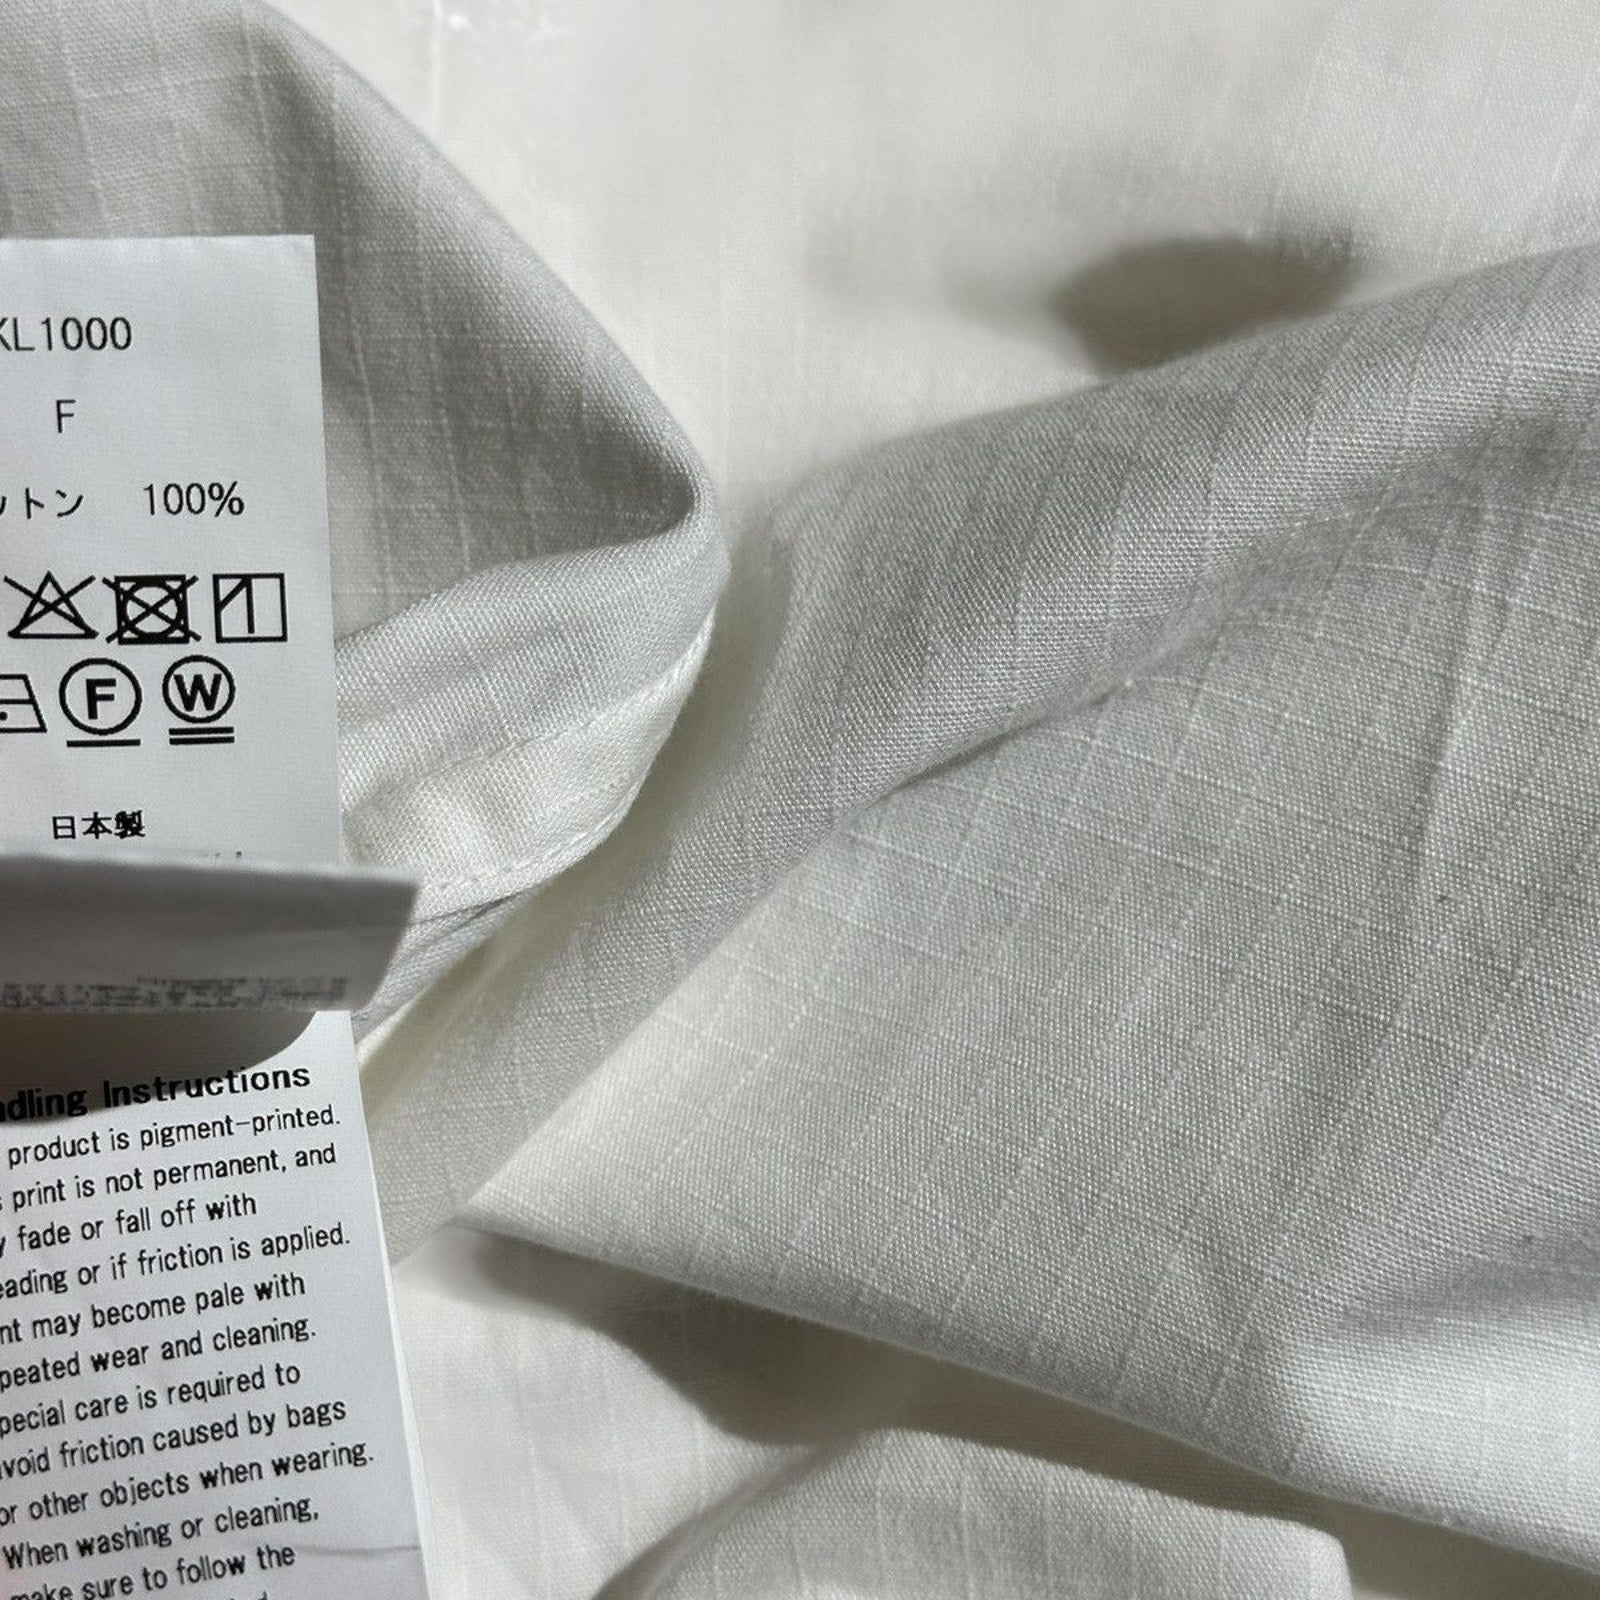 KL1000
F
ットン 100%
F W
日本製
dling Instructions
product is pigment-printed.
print is not permanent, and
fade or fall off with
eading or if friction is applied.
nt may become pale with
peated wear and cleaning.
pecial care is required to
void friction caused by bags
or other objects when wearing.
When washing or cleaning,
make sure to follow the